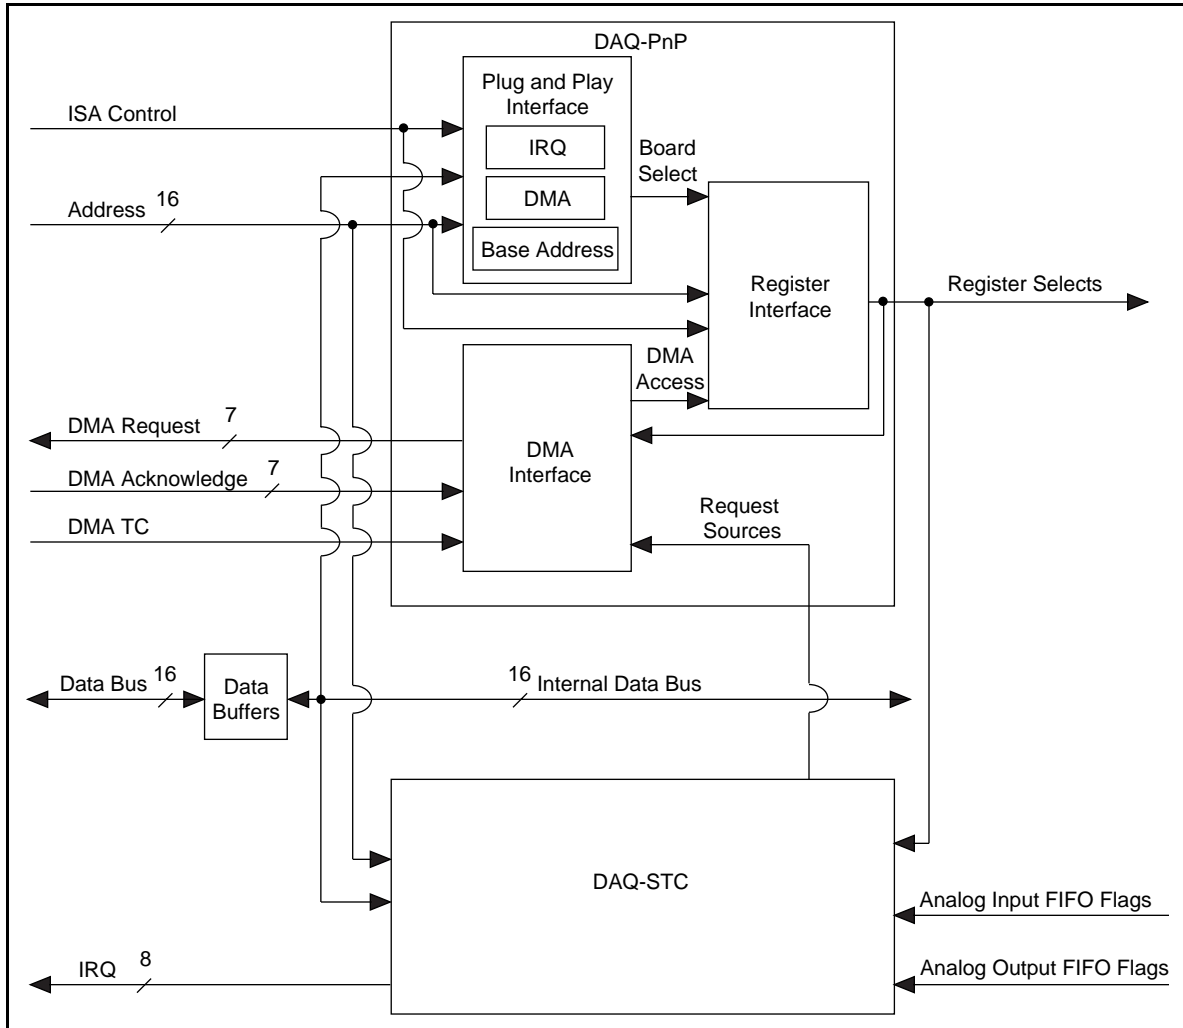 DAQ-PnP
Plug and Play
Interface
ISA Control
IRQ
Board
Select
DMA
Address
16
Base Address
Register
Interface
Register Selects
DMA
Access
DMA Request
7
DMA
Interface
DMA Acknowledge
7
Request
Sources
DMA TC
Data Bus
16
Data
Buffers
16
Internal Data Bus
DAQ-STC
Analog Input FIFO Flags
IRQ
8
Analog Output FIFO Flags